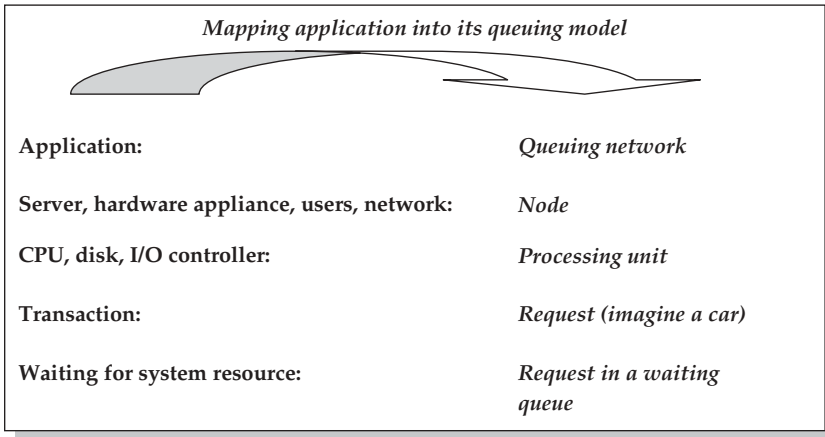 Mapping application into its queuing model
Application: Queuing network
Server, hardware appliance, users, network: Node
CPU, disk, I/O controller: Processing unit
Transaction: Request (imagine a car)
Waiting for system resource: Request in a waiting
queue